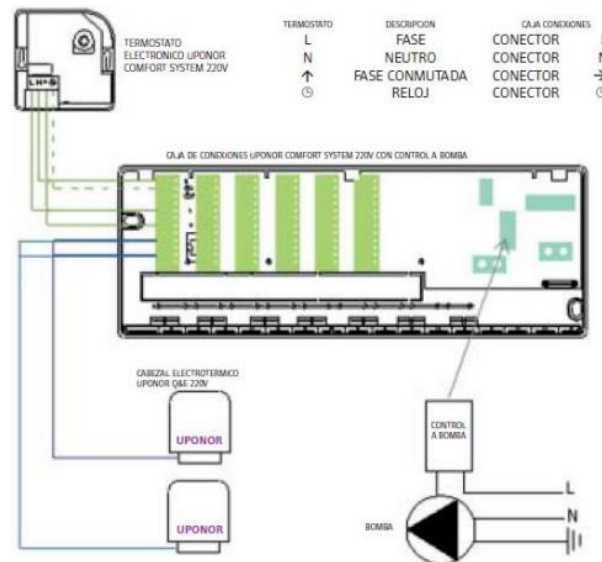 TERMOSTATO DESCRIPCION CAJA CONEXIONES
L FASE CONECTOR
N NEUTRO CONECTOR
↑ FASE CONMUTADA CONECTOR →
RELOJ CONECTOR
TERMOSTATO
ELECTRONICO UPONOR
COMFORT SYSTEM 220V
CAJA DE CONEXIONES UPONOR COMFORT SYSTEM 220V CON CONTROL A BOMBA
CABEZAL ELECTROTERMICO
UPONOR Q&E 220V
UPONOR
UPONOR
CONTROL
A BOMBA
BOMBA
L
N